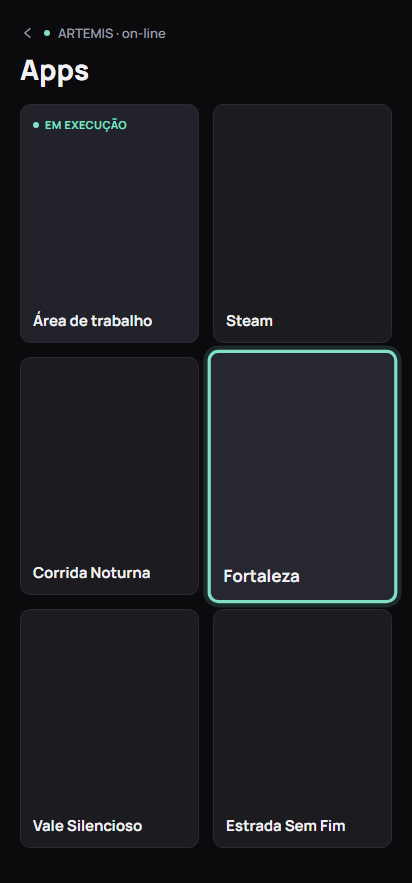 ARTEMIS · on-line
Apps
EM EXECUÇÃO
Área de trabalho
Steam
Corrida Noturna
Fortaleza
Vale Silencioso
Estrada Sem Fim